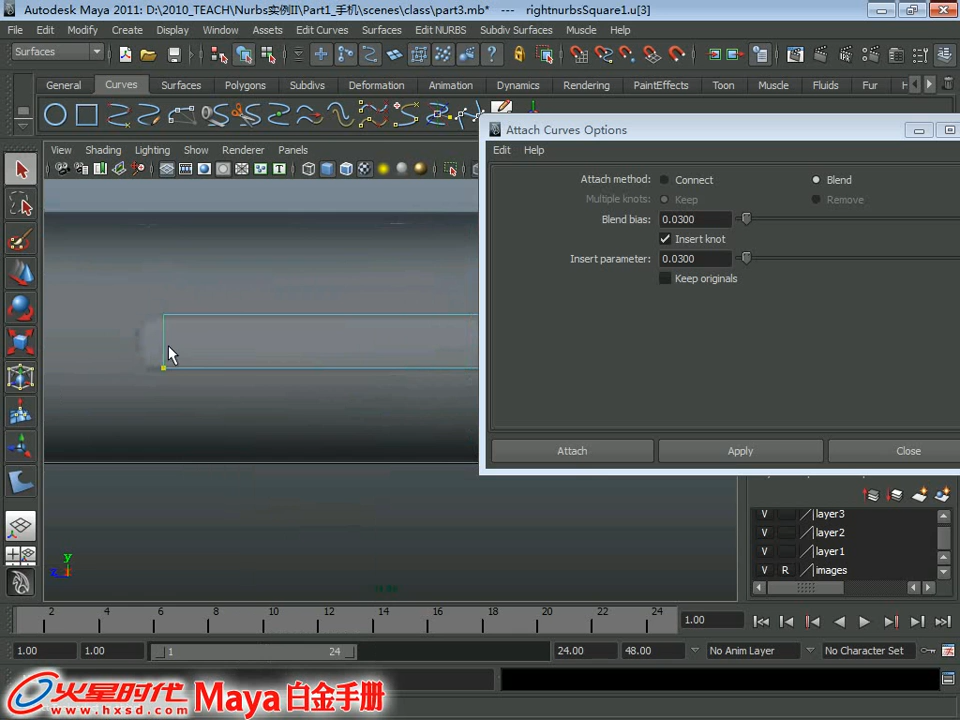 Autodesk Maya 2011: D:\2010_TEACH\Nurbs实例II\Part1_手机\scenes\class\part3.mb* --- rightnurbsSquare1.u[3]
File Edit Modify Create Display Window Assets Edit Curves Surfaces Edit NURBS Subdiv Surfaces Muscle Help
Surfaces
General Curves Surfaces Polygons Subdivs Deformation Animation Dynamics Rendering PaintEffects Toon Muscle Fluids Fur
View Shading Lighting Show Renderer Panels
Attach Curves Options
Edit Help
Attach method: Connect Blend
Multiple knots: Keep Remove
Blend bias: 0.0300
Insert knot
Insert parameter: 0.0300
Keep originals
Attach Apply Close
V layer3
V layer2
V layer1
V R images
y
z
2 4 6 8 10 12 14 16 18 20 22 24 1.00
1.00 1.00 1 24 24.00 48.00 No Anim Layer No Character Set
火星时代 Maya 白金手册
www.hxsd.com